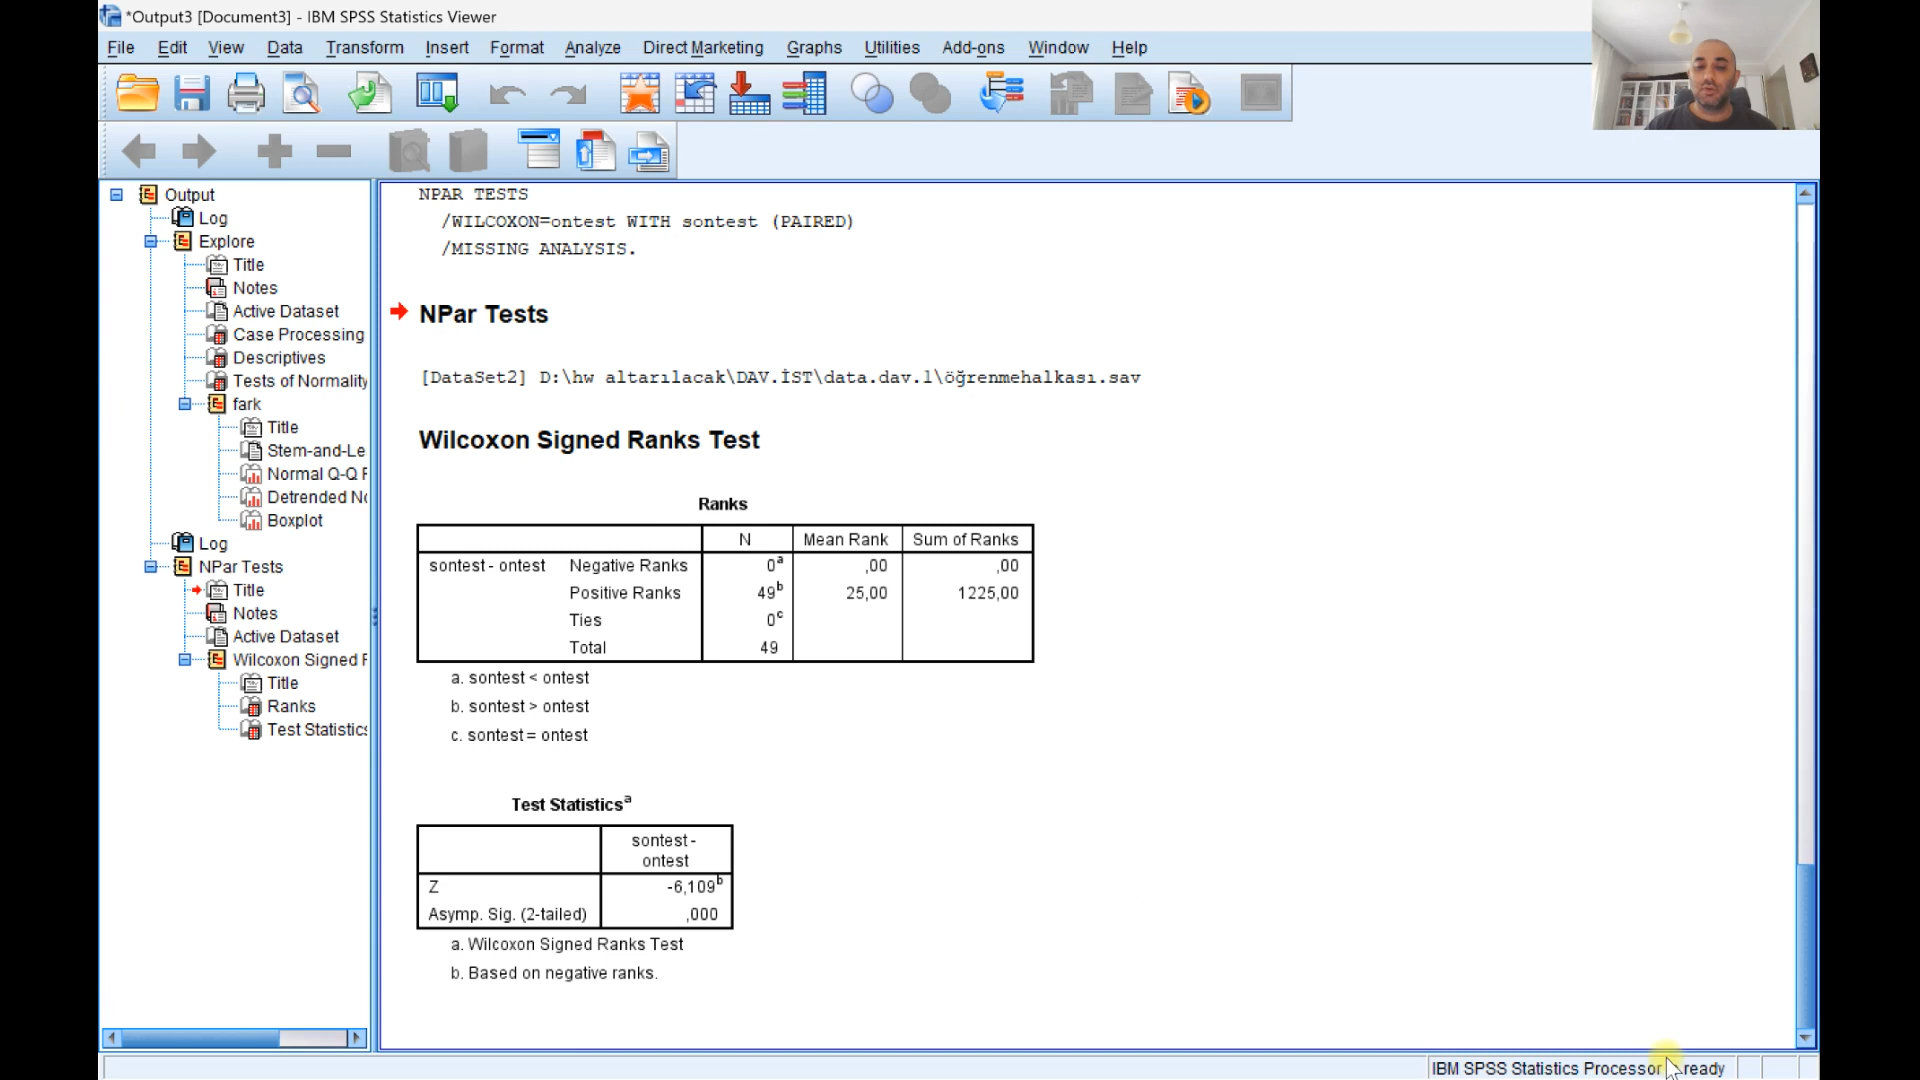 *Output3 [Document3] - IBM SPSS Statistics Viewer
File Edit View Data Transform Insert Format Analyze Direct Marketing Graphs Utilities Add-ons Window Help
Output
Log
Explore
Title
Notes
Active Dataset
Case Processing
Descriptives
Tests of Normality
fark
Title
Stem-and-Le
Normal Q-Q
Detrended No
Boxplot
Log
NPar Tests
Title
Notes
Active Dataset
Wilcoxon Signed
Title
Ranks
Test Statistics
NPAR TESTS
/WILCOXON=ontest WITH sontest (PAIRED)
/MISSING ANALYSIS.
NPar Tests
[DataSet2] D:\hw altarılacak\DAV.İST\data.dav.1\öğrenmehalkası.sav
Wilcoxon Signed Ranks Test
Ranks
N Mean Rank Sum of Ranks
sontest - ontest Negative Ranks 0a ,00 ,00
Positive Ranks 49b 25,00 1225,00
Ties 0c
Total 49
a. sontest < ontest
b. sontest > ontest
c. sontest = ontest
Test Statisticsa
sontest -
ontest
Z -6,109b
Asymp. Sig. (2-tailed) ,000
a. Wilcoxon Signed Ranks Test
b. Based on negative ranks.
IBM SPSS Statistics Processor ready